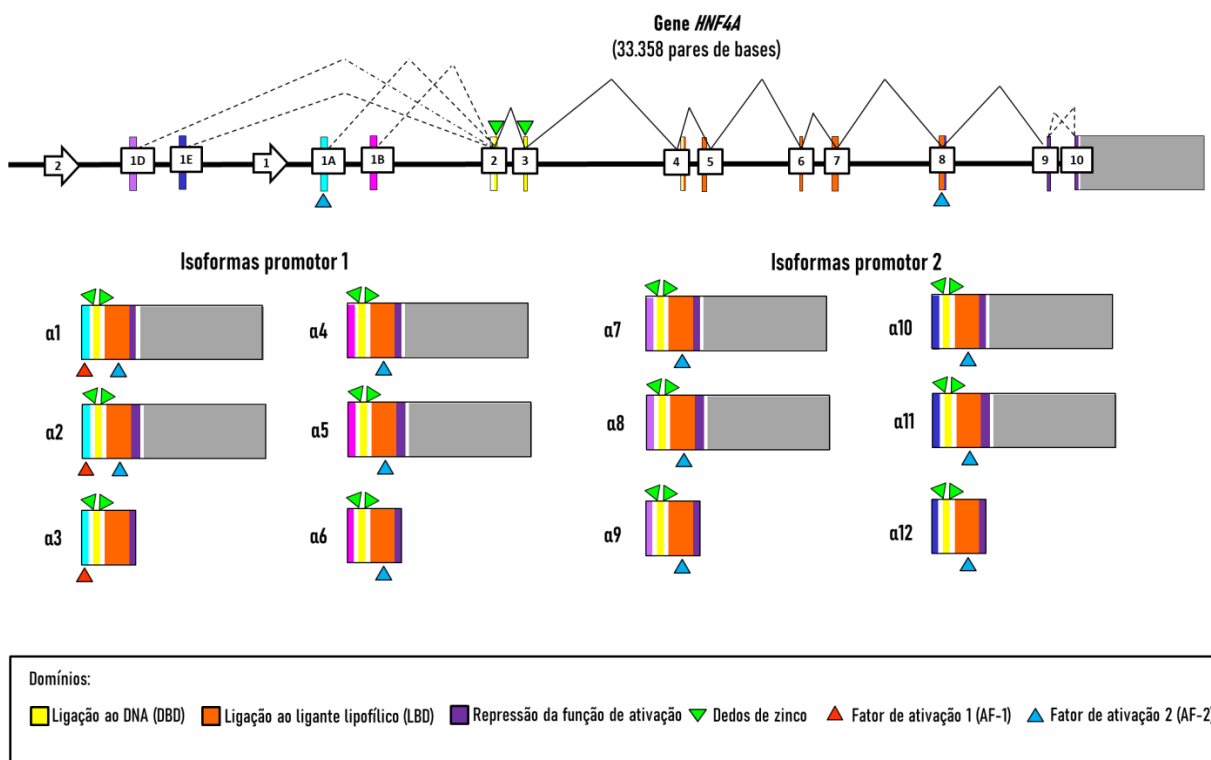 Gene HNF4A
(33.358 pares de bases)
2 1D 1E 1 1A 1B 2 3 4 5 6 7 8 9 10
Isoformas promotor 1
Isoformas promotor 2
α1 α4 α7 α10
α2 α5 α8 α11
α3 α6 α9 α12
Domínios:
Ligação ao DNA (DBD) Ligação ao ligante lipofílico (LBD) Repressão da função de ativação Dedos de zinco Fator de ativação 1 (AF-1) Fator de ativação 2 (AF-2)